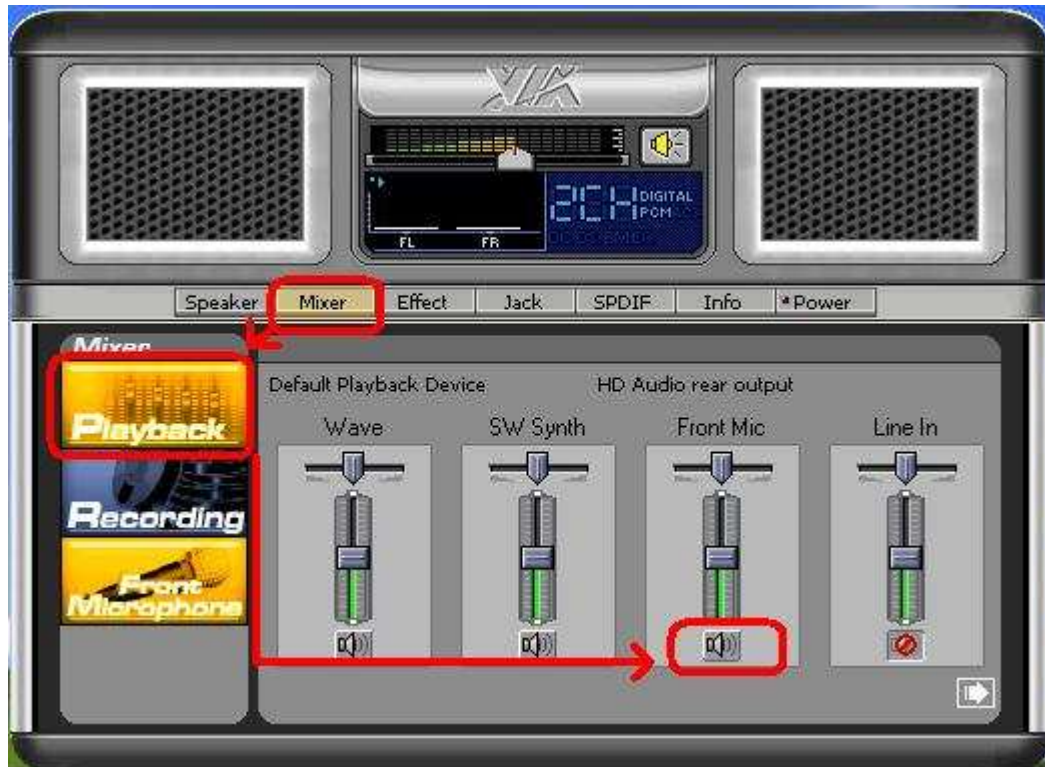 VIA
2CH DIGITAL
PCM
FL FR
Speaker Mixer Effect Jack SPDIF Info Power
Mixer
Playback
Recording
Front
Microphone
Default Playback Device HD Audio rear output
Wave SW Synth Front Mic Line In